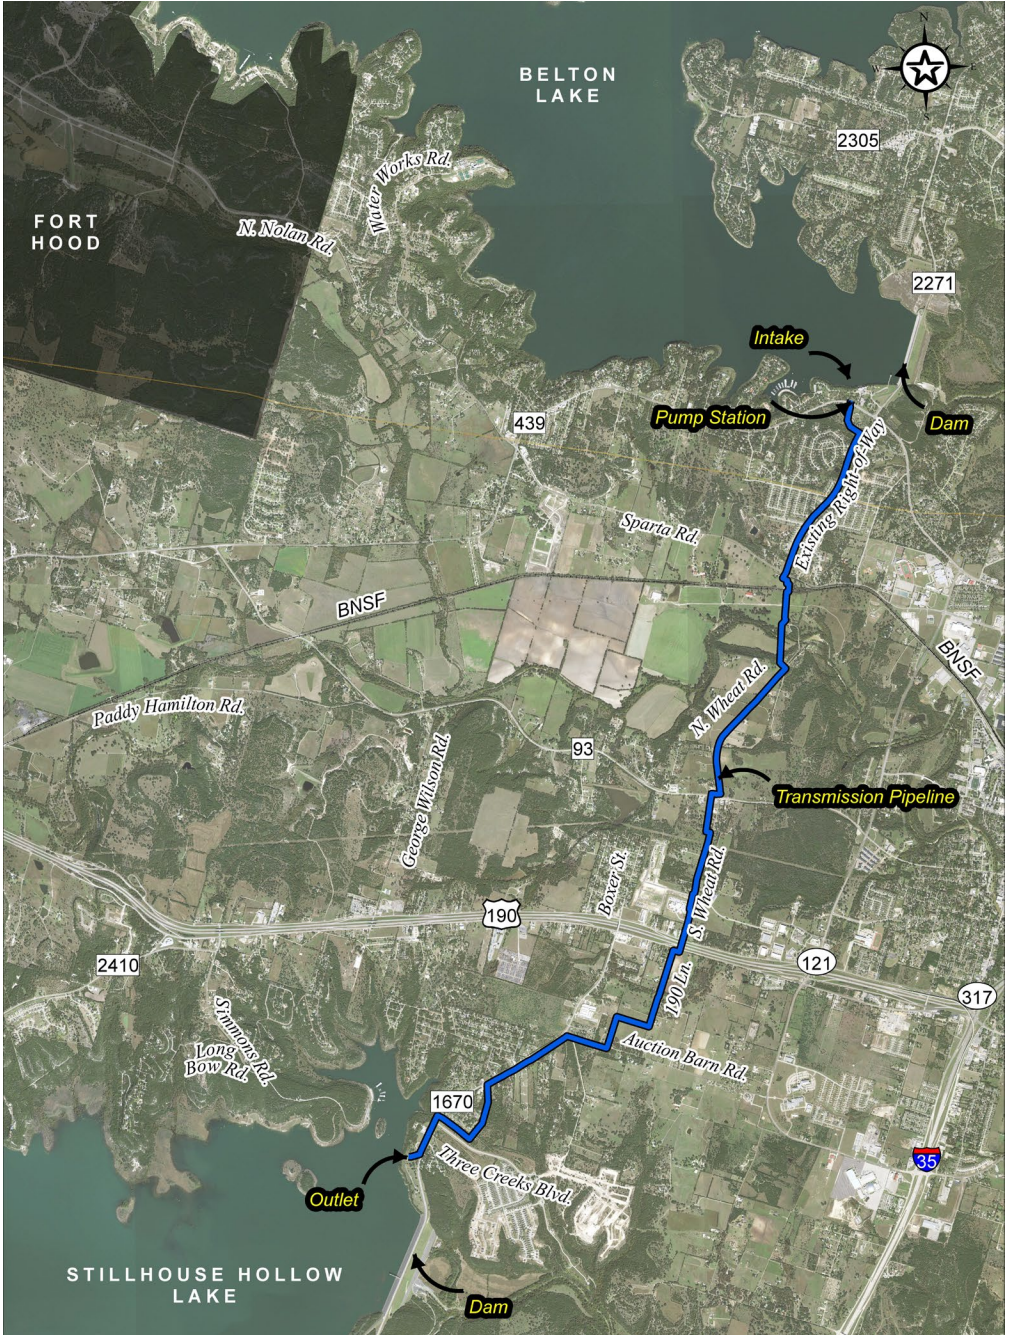 N
W
E
S
BELTON
LAKE
2305
Water Works Rd.
FORT
HOOD
N. Nolan Rd.
2271
Intake
Pump Station
Dam
439
Existing Right-of-Way
Sparta Rd.
BNSF
BNSF
N. Wheat Rd.
Paddy Hamilton Rd.
93
George Wilson Rd.
Transmission Pipeline
Boxer St.
S. Wheat Rd.
190
2410
121
190 Ln.
317
Simmons Rd.
Long
Bow Rd.
Auction Barn Rd.
1670
Three Creeks Blvd.
35
Outlet
STILLHOUSE HOLLOW
LAKE
Dam